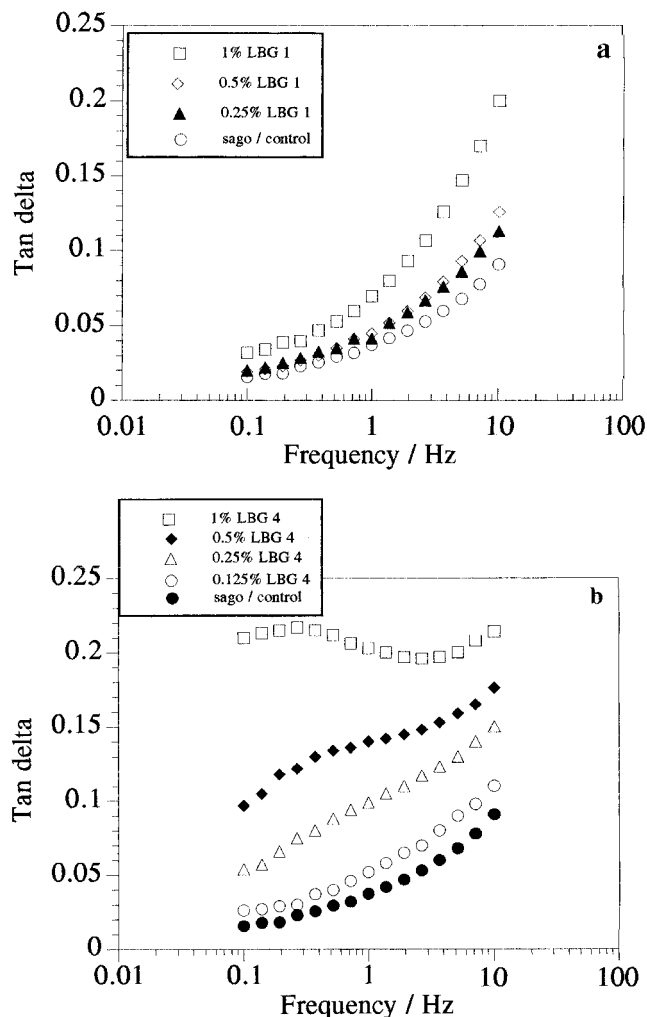 0.25
a
1% LBG 1
0.5% LBG 1
0.25% LBG 1
sago / control
0.2
0.15
0.1
0.05
0
Tan delta
0.01
0.1
1
10
100
Frequency / Hz
1% LBG 4
0.5% LBG 4
0.25% LBG 4
0.125% LBG 4
sago / control
0.25
b
0.2
0.15
0.1
0.05
0
Tan delta
0.01
0.1
1
10
100
Frequency / Hz